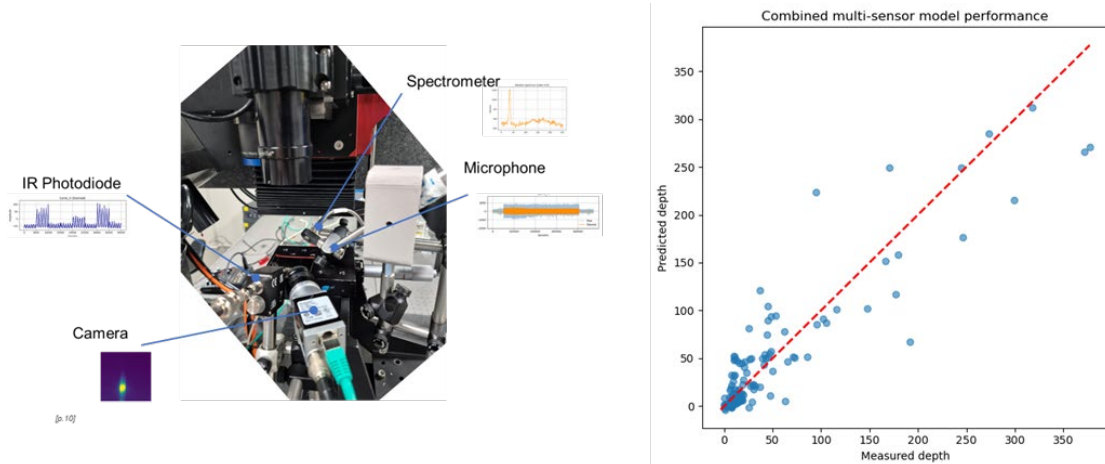 Spectrometer
Microphone
IR Photodiode
Camera
[p.10]
Combined multi-sensor model performance
Predicted depth
350
300
250
200
150
100
50
0
0
50
100
150
200
250
300
350
Measured depth